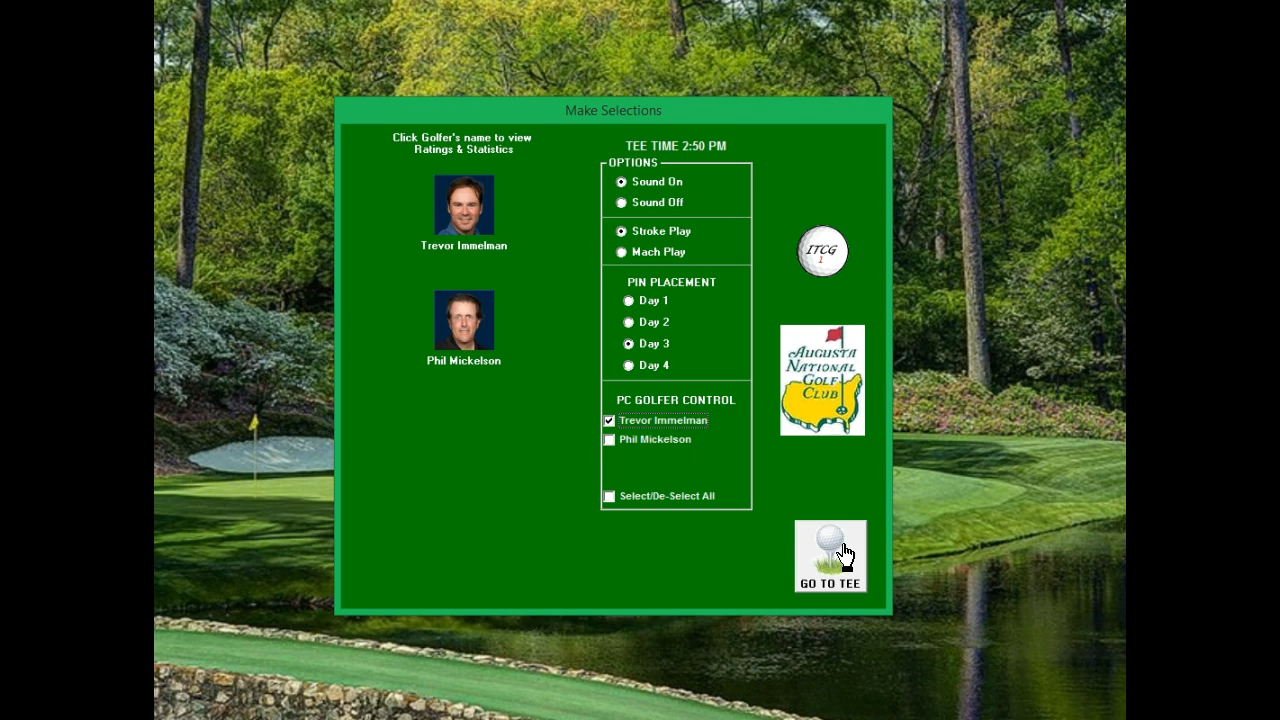 Make Selections
Click Golfer's name to view
Ratings & Statistics
Trevor Immelman
Phil Mickelson
TEE TIME 2:50 PM
OPTIONS
Sound On
Sound Off
Stroke Play
Mach Play
PIN PLACEMENT
Day 1
Day 2
Day 3
Day 4
PC GOLFER CONTROL
Trevor Immelman
Phil Mickelson
Select/De-Select All
ITCG
1
AUGUSTA
NATIONAL
GOLF
CLUB
GO TO TEE